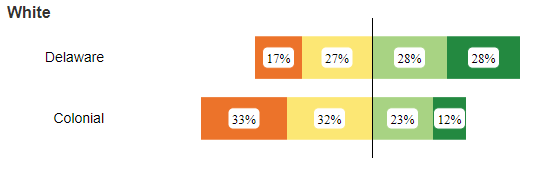 White
Delaware 17% 27% 28% 28%
Colonial 33% 32% 23% 12%